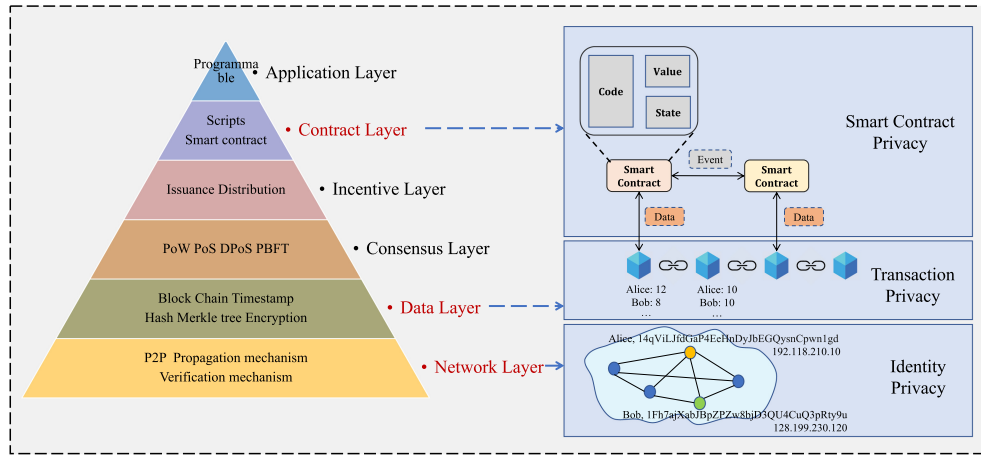 Programma
ble
• Application Layer
Scripts
Smart contract
• Contract Layer
Issuance Distribution
• Incentive Layer
PoW PoS DPoS PBFT
• Consensus Layer
Block Chain Timestamp
Hash Merkle tree Encryption
• Data Layer
P2P Propagation mechanism
Verification mechanism
• Network Layer
Code
Value
State
Smart Contract
Privacy
Smart
Contract
Event
Smart
Contract
Data
Data
Transaction
Privacy
Alice: 12
Bob: 8
…
Alice: 10
Bob: 10
…
Alice, 14qViLJfdGaP4EeHnDyJbEGQysnCpwn1gd
192.118.210.10
Identity
Privacy
Bob, 1Fh7ajXabJBpZPZw8bjD3QU4CuQ3pRty9u
128.199.230.120